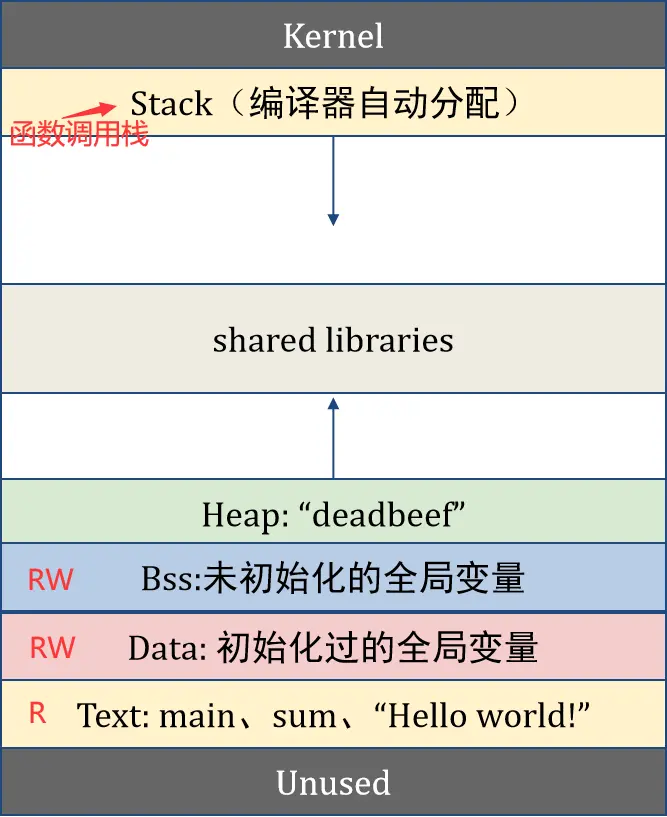 Kernel
Stack（编译器自动分配）
函数调用栈
shared libraries
Heap: “deadbeef”
RW Bss:未初始化的全局变量
RW Data: 初始化过的全局变量
R Text: main、sum、“Hello world!”
Unused